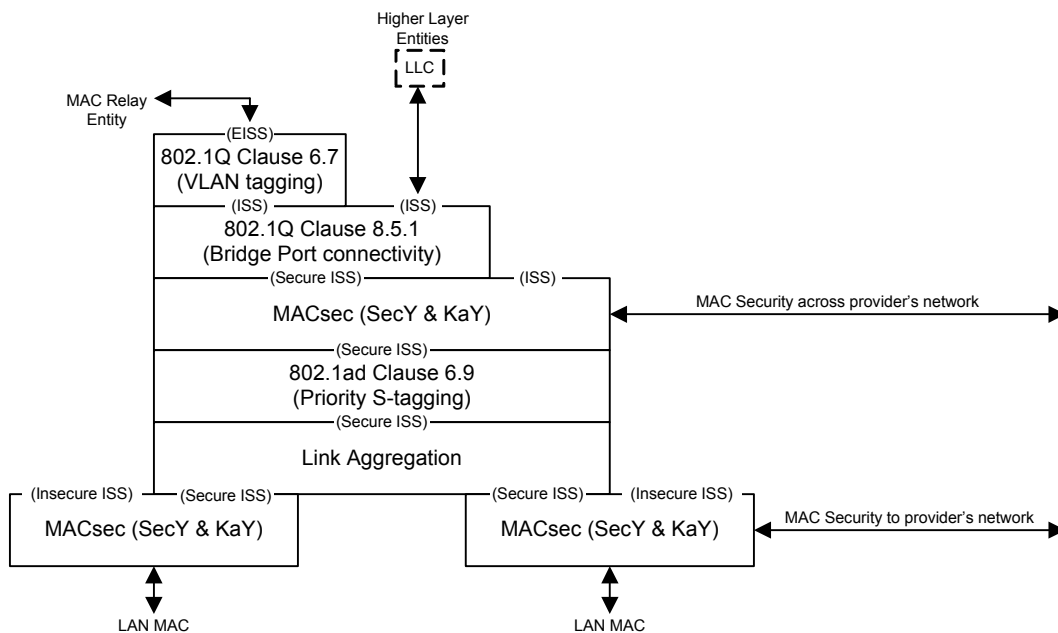 Higher Layer
Entities
LLC
MAC Relay
Entity
(EISS)
802.1Q Clause 6.7
(VLAN tagging)
(ISS)
(ISS)
802.1Q Clause 8.5.1
(Bridge Port connectivity)
(Secure ISS)
(ISS)
MACsec (SecY & KaY)
MAC Security across provider's network
(Secure ISS)
802.1ad Clause 6.9
(Priority S-tagging)
(Secure ISS)
Link Aggregation
(Insecure ISS)
(Secure ISS)
(Secure ISS)
(Insecure ISS)
MACsec (SecY & KaY)
MACsec (SecY & KaY)
MAC Security to provider's network
LAN MAC
LAN MAC